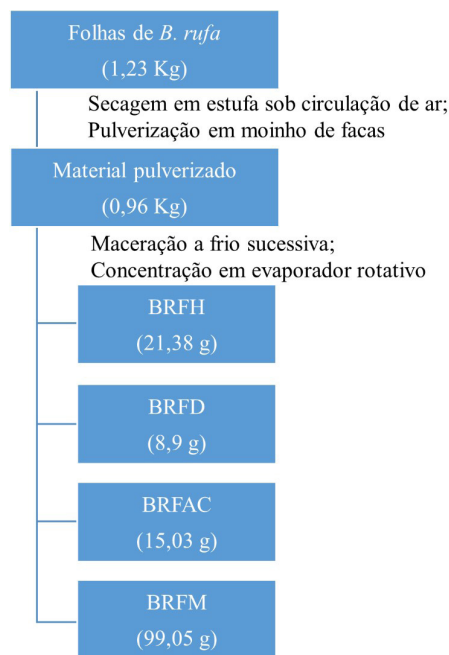 Folhas de B. rufa
(1,23 Kg)
Secagem em estufa sob circulação de ar;
Pulverização em moinho de facas
Material pulverizado
(0,96 Kg)
Maceração a frio sucessiva;
Concentração em evaporador rotativo
BRFH
(21,38 g)
BRFD
(8,9 g)
BRFAC
(15,03 g)
BRFM
(99,05 g)